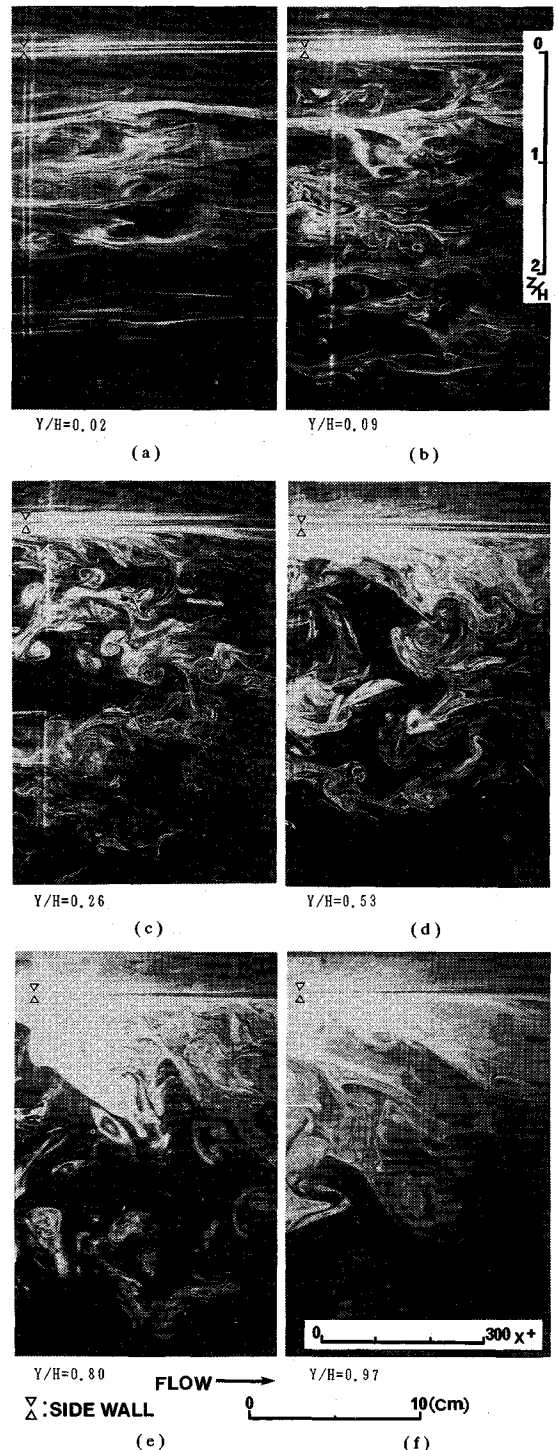 0
1
2
Z/H
Y/H=0.02
Y/H=0.09
(a)
(b)
Y/H=0.26
Y/H=0.53
(c)
(d)
0 300 X+
Y/H=0.80
FLOW
Y/H=0.97
:SIDE WALL
0 10(cm)
(e)
(f)